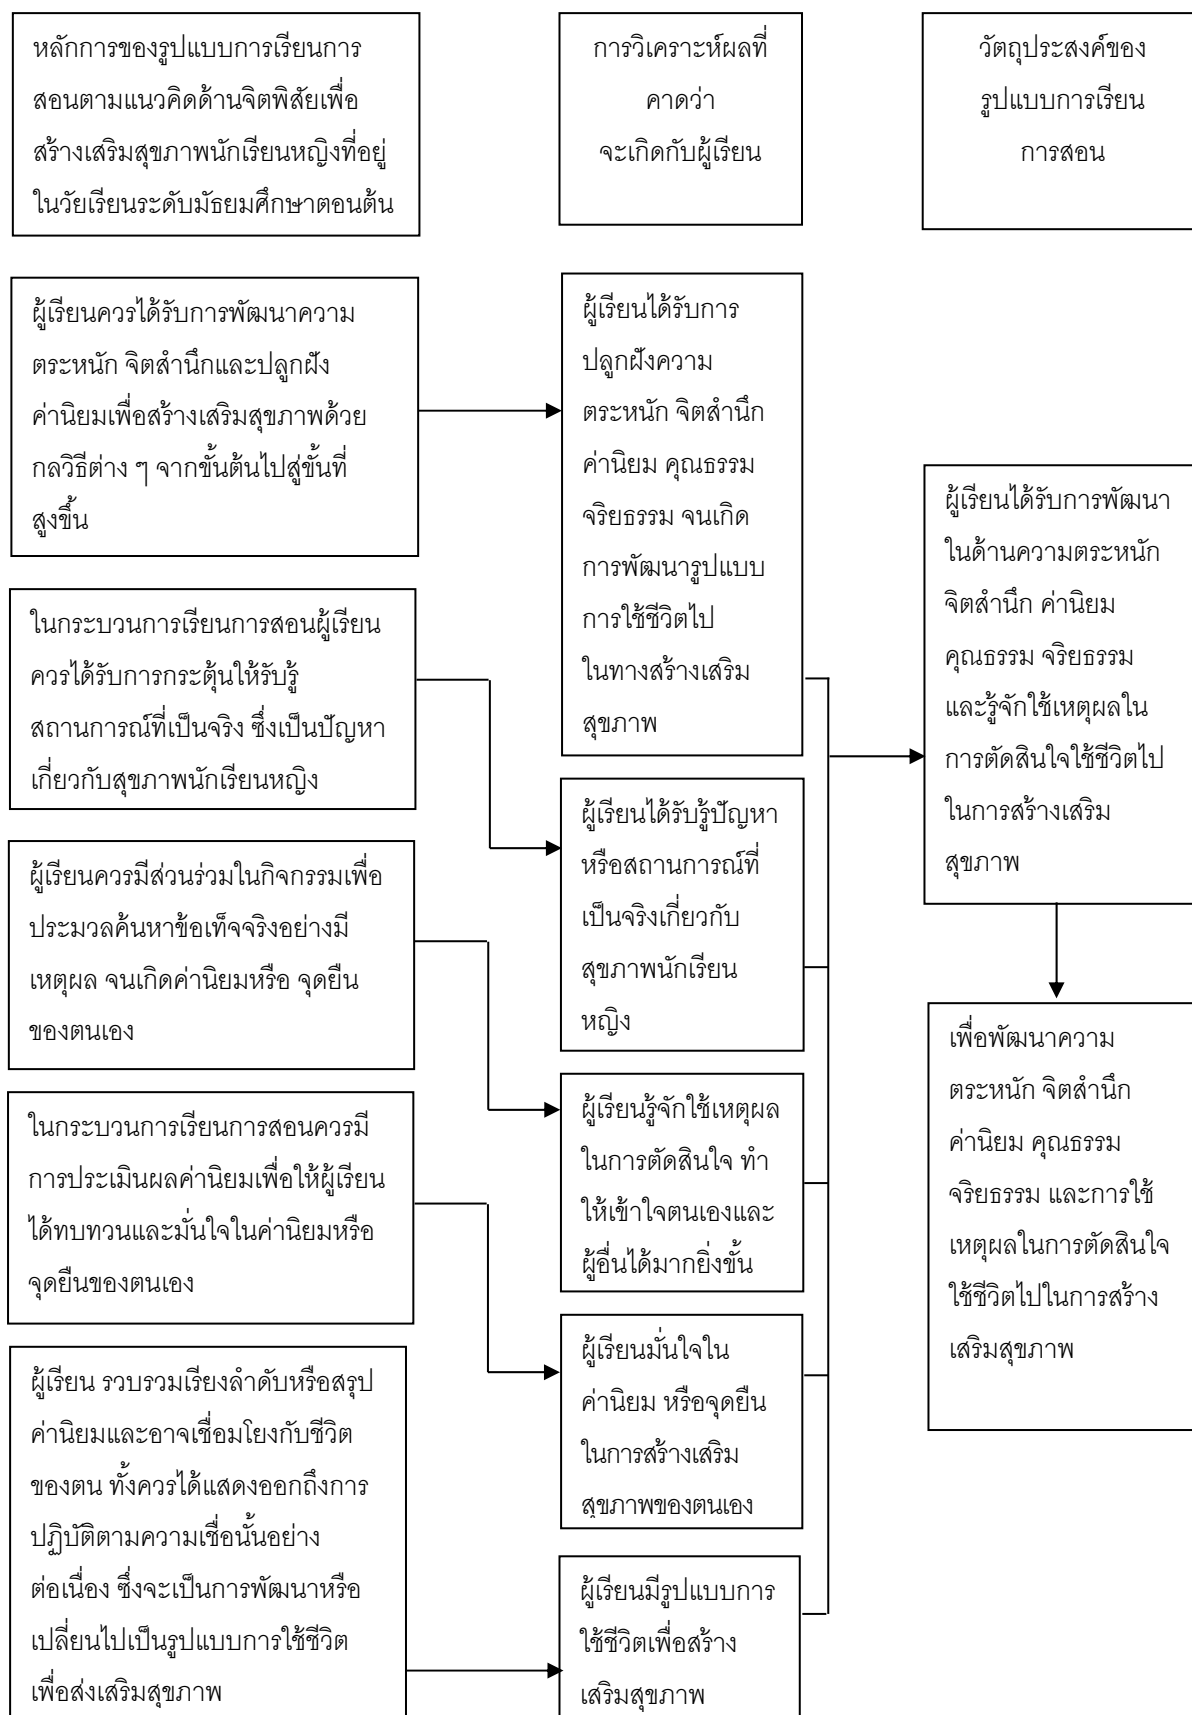 หลักการของรูปแบบการเรียนการ
สอนตามแนวคิดด้านจิตพิสัยเพื่อ
สร้างเสริมสุขภาพนักเรียนหญิงที่อยู่
ในวัยเรียนระดับมัธยมศึกษาตอนต้น
การวิเคราะห์ผลที่
คาดว่า
จะเกิดกับผู้เรียน
วัตถุประสงค์ของ
รูปแบบการเรียน
การสอน
ผู้เรียนควรได้รับการพัฒนาความ
ตระหนัก จิตสำนึกและปลูกฝัง
ค่านิยมเพื่อสร้างเสริมสุขภาพด้วย
กลวิธีต่าง ๆ จากขั้นต้นไปสู่ขั้นที่
สูงขึ้น
ในกระบวนการเรียนการสอนผู้เรียน
ควรได้รับการกระตุ้นให้รับรู้
สถานการณ์ที่เป็นจริง ซึ่งเป็นปัญหา
เกี่ยวกับสุขภาพนักเรียนหญิง
ผู้เรียนควรมีส่วนร่วมในกิจกรรมเพื่อ
ประมวลค้นหาข้อเท็จจริงอย่างมี
เหตุผล จนเกิดค่านิยมหรือ จุดยืน
ของตนเอง
ในกระบวนการเรียนการสอนควรมี
การประเมินผลค่านิยมเพื่อให้ผู้เรียน
ได้ทบทวนและมั่นใจในค่านิยมหรือ
จุดยืนของตนเอง
ผู้เรียน รวบรวมเรียงลำดับหรือสรุป
ค่านิยมและอาจเชื่อมโยงกับชีวิต
ของตน ทั้งควรได้แสดงออกถึงการ
ปฏิบัติตามความเชื่อนั้นอย่าง
ต่อเนื่อง ซึ่งจะเป็นการพัฒนาหรือ
เปลี่ยนไปเป็นรูปแบบการใช้ชีวิต
เพื่อส่งเสริมสุขภาพ
ผู้เรียนได้รับการ
ปลูกฝังความ
ตระหนัก จิตสำนึก
ค่านิยม คุณธรรม
จริยธรรม จนเกิด
การพัฒนารูปแบบ
การใช้ชีวิตไป
ในทางสร้างเสริม
สุขภาพ
ผู้เรียนได้รับรู้ปัญหา
หรือสถานการณ์ที่
เป็นจริงเกี่ยวกับ
สุขภาพนักเรียน
หญิง
ผู้เรียนรู้จักใช้เหตุผล
ในการตัดสินใจ ทำ
ให้เข้าใจตนเองและ
ผู้อื่นได้มากยิ่งขั้น
ผู้เรียนมั่นใจใน
ค่านิยม หรือจุดยืน
ในการสร้างเสริม
สุขภาพของตนเอง
ผู้เรียนมีรูปแบบการ
ใช้ชีวิตเพื่อสร้าง
เสริมสุขภาพ
ผู้เรียนได้รับการพัฒนา
ในด้านความตระหนัก
จิตสำนึก ค่านิยม
คุณธรรม จริยธรรม
และรู้จักใช้เหตุผลใน
การตัดสินใจใช้ชีวิตไป
ในการสร้างเสริม
สุขภาพ
เพื่อพัฒนาความ
ตระหนัก จิตสำนึก
ค่านิยม คุณธรรม
จริยธรรม และการใช้
เหตุผลในการตัดสินใจ
ใช้ชีวิตไปในการสร้าง
เสริมสุขภาพ